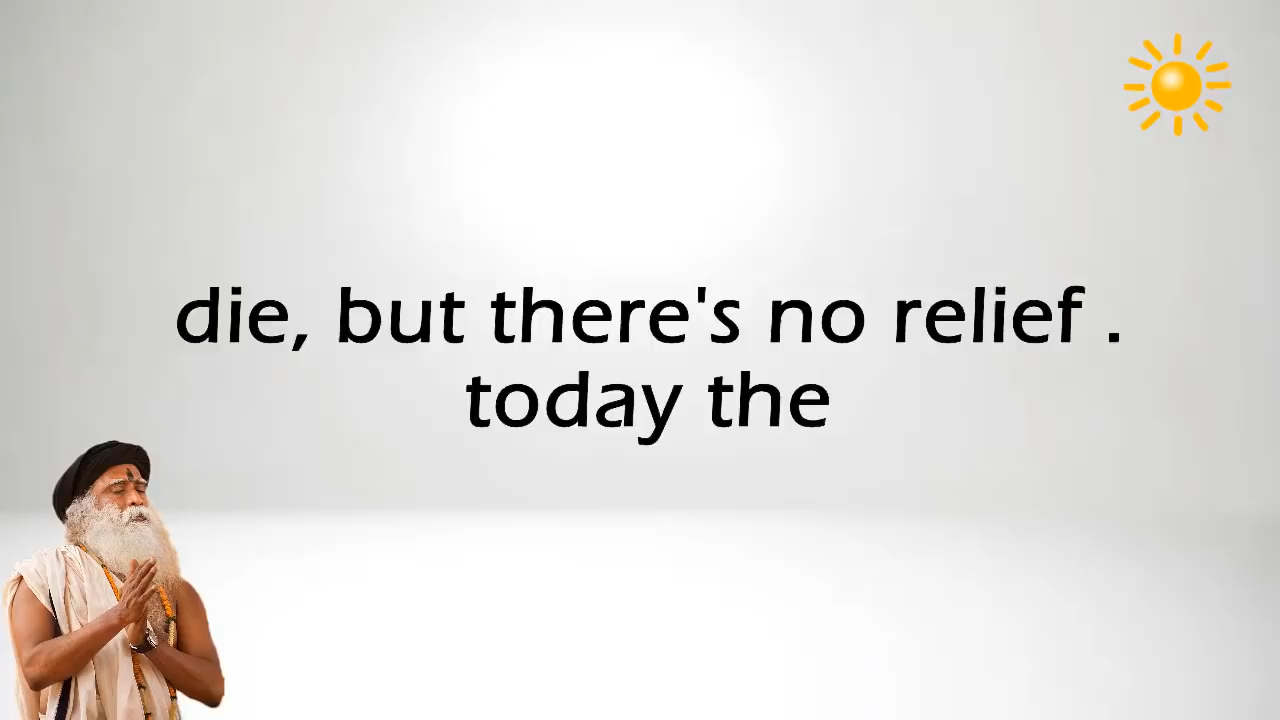 die, but there's no relief .
today the